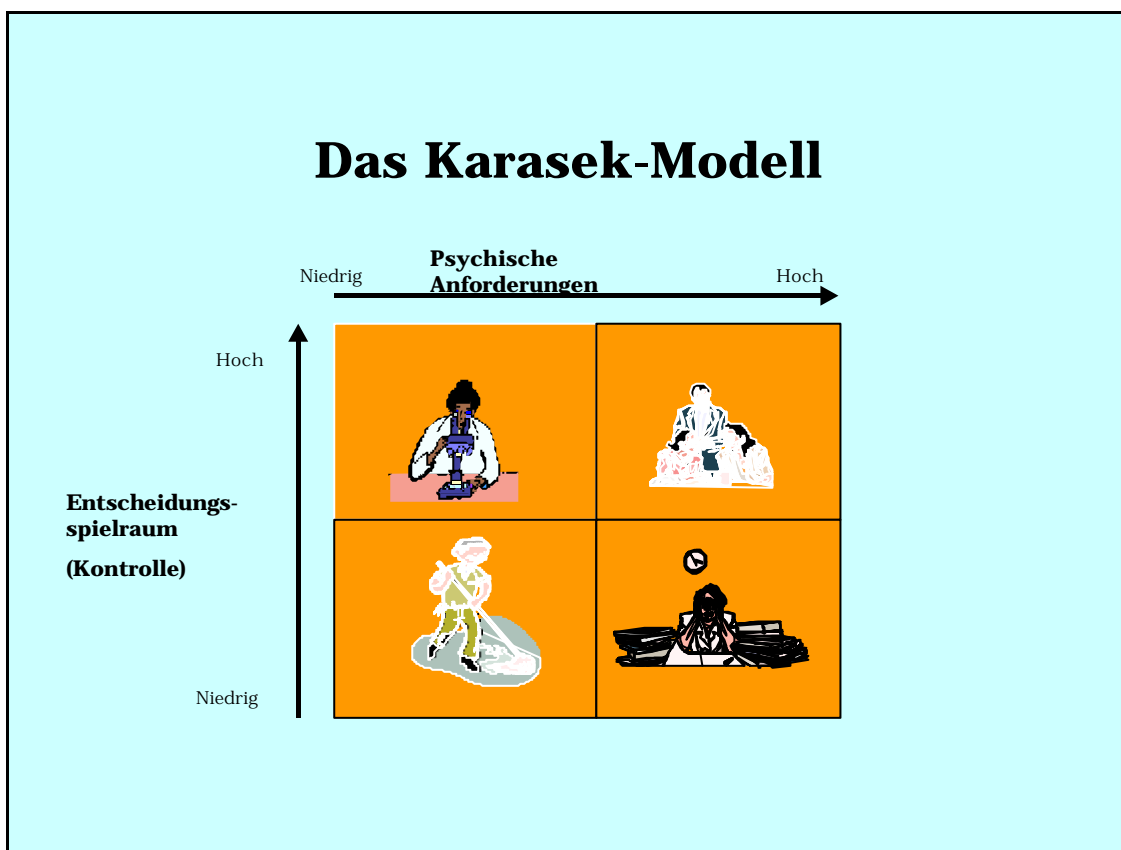 Das Karasek-Modell
Psychische
Anforderungen
Niedrig
Hoch
Hoch
Entscheidungs-
spielraum
(Kontrolle)
Niedrig